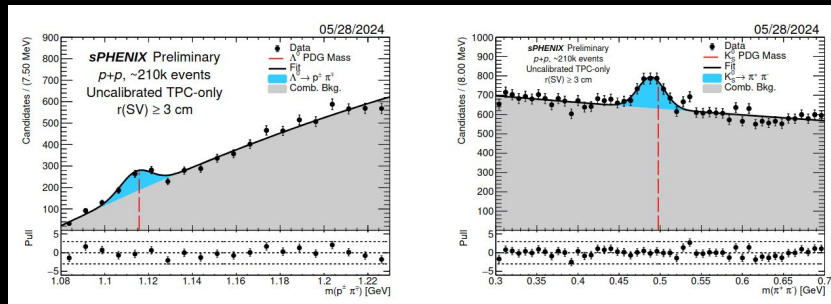 05/28/2024
Candidates / (7.50 MeV)
900
800
700
600
500
400
300
200
100
sPHENIX Preliminary
p+p, ~210k events
Uncalibrated TPC-only
r(SV) ≥ 3 cm
Data
Λ⁰ PDG Mass
Fit
Λ⁰ → p± π∓
Comb. Bkg.
Pull
5
0
−5
1.08 1.1 1.12 1.14 1.16 1.18 1.2 1.22
m(p± π∓) [GeV]
05/28/2024
Candidates / (8.00 MeV)
1000
900
800
700
600
500
400
300
200
100
sPHENIX Preliminary
p+p, ~210k events
Uncalibrated TPC-only
r(SV) ≥ 3 cm
Data
PDG Mass
Fit
→ π⁺ π⁻
Comb. Bkg.
Pull
5
0
−5
0.3 0.35 0.4 0.45 0.5 0.55 0.6 0.65 0.7
m(π⁺ π⁻) [GeV]